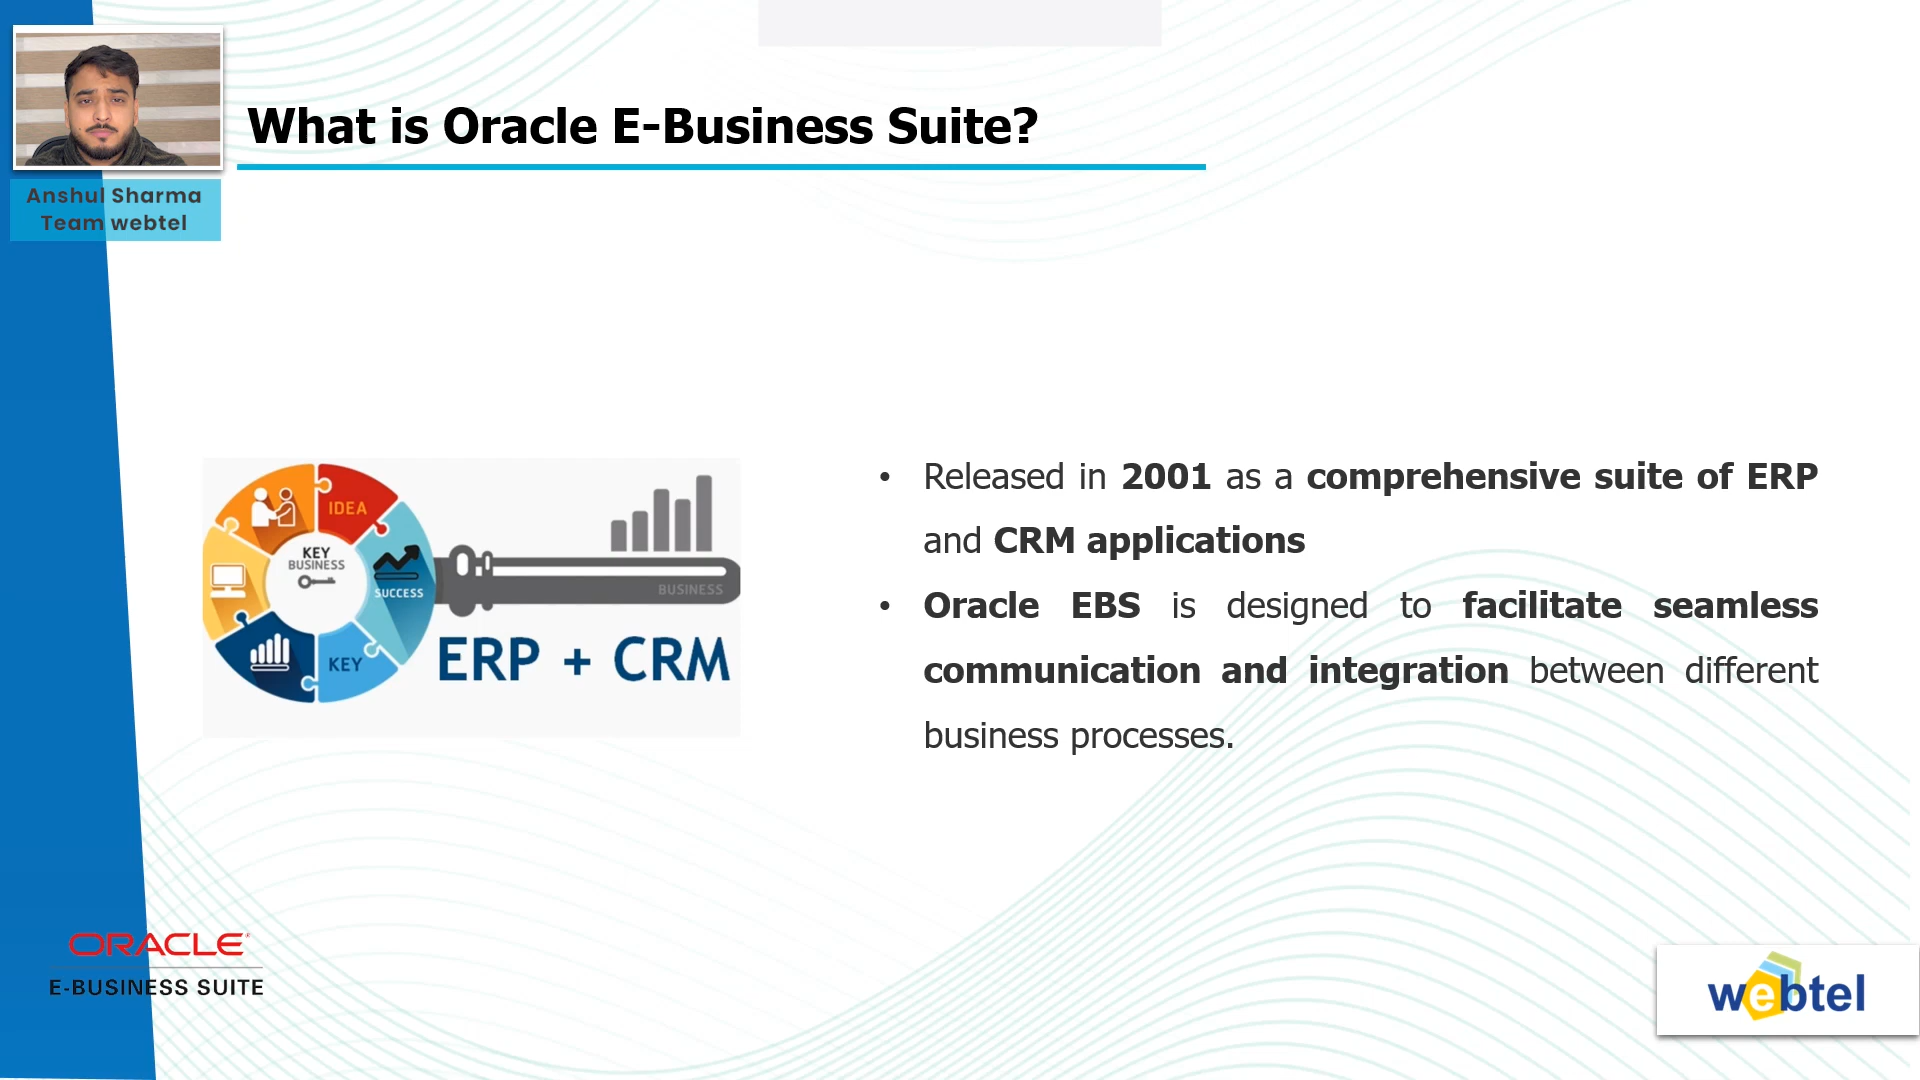 What is Oracle E-Business Suite?
Anshul Sharma
Team webtel
IDEA
KEY
BUSINESS
SUCCESS
KEY
BUSINESS
ERP + CRM
• Released in 2001 as a comprehensive suite of ERP
and CRM applications
• Oracle EBS is designed to facilitate seamless
communication and integration between different
business processes.
ORACLE
E-BUSINESS SUITE
webtel